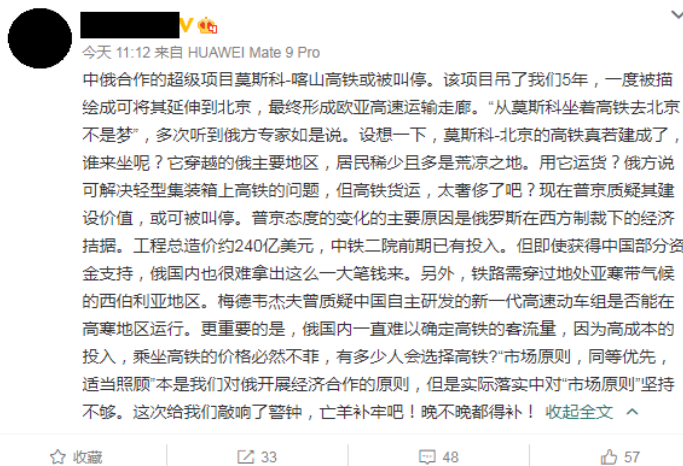 今天 11:12 来自 HUAWEI Mate 9 Pro
中俄合作的超级项目莫斯科-喀山高铁或被叫停。该项目吊了我们5年，一度被描
绘成可将其延伸到北京，最终形成欧亚高速运输走廊。“从莫斯科坐着高铁去北京
不是梦”，多次听到俄方专家如是说。设想一下，莫斯科-北京的高铁真若建成了，
谁来坐呢？它穿越的俄主要地区，居民稀少且多是荒凉之地。用它运货？俄方说
可解决轻型集装箱上高铁的问题，但高铁货运，太奢侈了吧？现在普京质疑其建
设价值，或可被叫停。普京态度的变化的主要原因是俄罗斯在西方制裁下的经济
拮据。工程总造价约240亿美元，中铁二院前期已有投入。但即使获得中国部分资
金支持，俄国内也很难拿出这么一大笔钱来。另外，铁路需穿过地处亚寒带气候
的西伯利亚地区。梅德韦杰夫曾质疑中国自主研发的新一代高速动车组是否能在
高寒地区运行。更重要的是，俄国内一直难以确定高铁的客流量，因为高成本的
投入，乘坐高铁的价格必然不菲，有多少人会选择高铁?“市场原则，同等优先，
适当照顾”本是我们对俄开展经济合作的原则，但是实际落实中对“市场原则”坚持
不够。这次给我们敲响了警钟，亡羊补牢吧！晚不晚都得补！ 收起全文
收藏 33 48 57